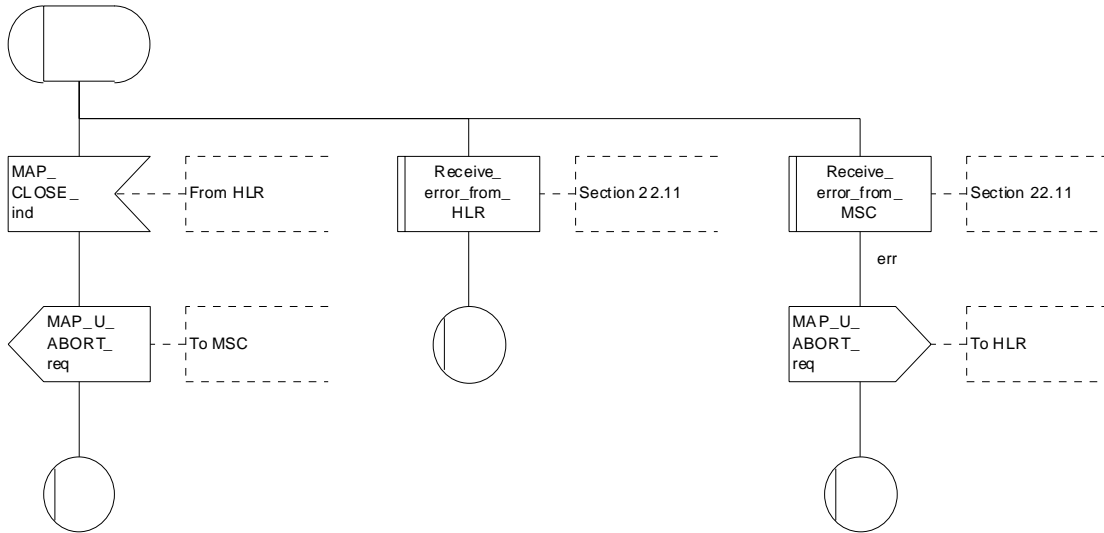 MAP_
CLOSE_
ind
From HLR
Receive_
error_from_
HLR
Section 22.11
Receive_
error_from_
MSC
Section 22.11
err
MAP_U_
ABORT_
req
To MSC
MAP_U_
ABORT_
req
To HLR